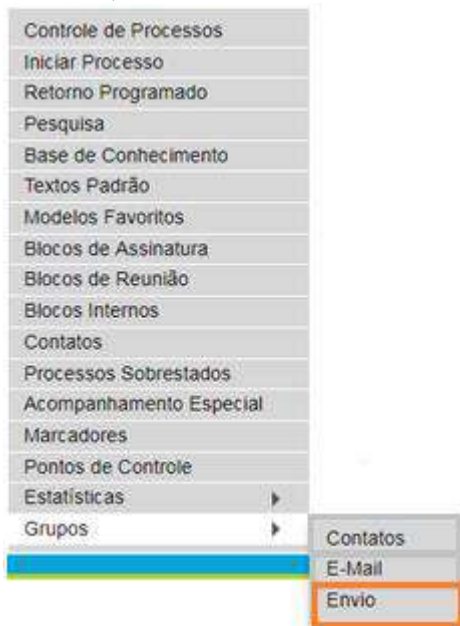 Controle de Processos
Iniciar Processo
Retorno Programado
Pesquisa
Base de Conhecimento
Textos Padrão
Modelos Favoritos
Blocos de Assinatura
Blocos de Reunião
Blocos Internos
Contatos
Processos Sobrestados
Acompanhamento Especial
Marcadores
Pontos de Controle
Estatísticas
Grupos
Contatos
E-Mail
Envio